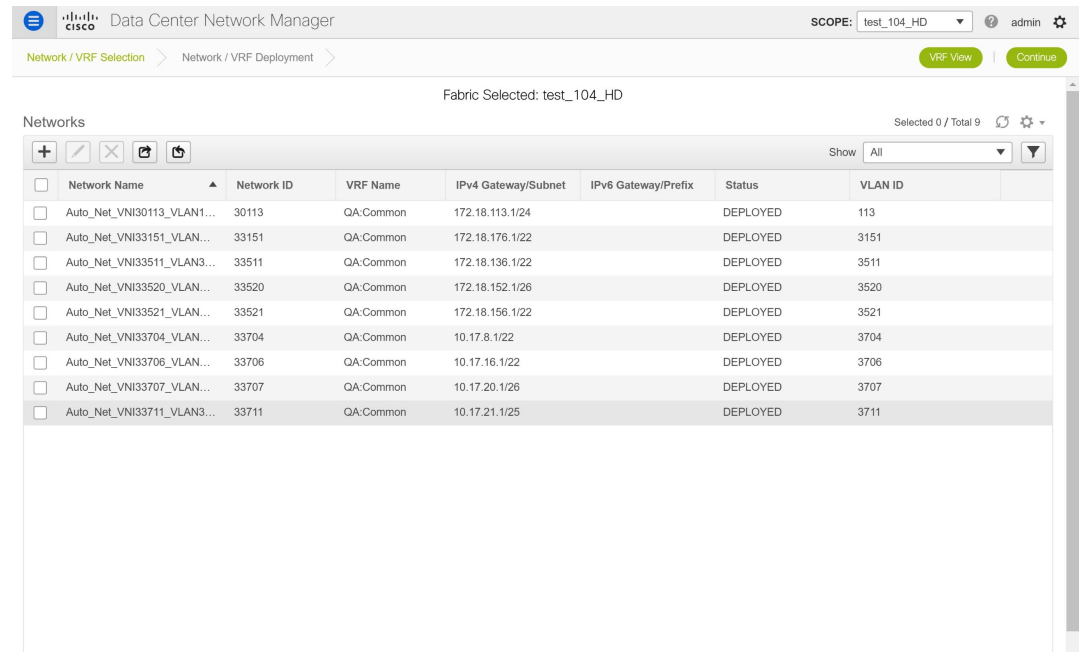 cisco Data Center Network Manager SCOPE: test_104_HD admin
Network / VRF Selection Network / VRF Deployment VRF View Continue
Fabric Selected: test_104_HD
Networks Selected 0 / Total 9
Show All
Network Name Network ID VRF Name IPv4 Gateway/Subnet IPv6 Gateway/Prefix Status VLAN ID
Auto_Net_VNI30113_VLAN1... 30113 QA:Common 172.18.113.1/24 DEPLOYED 113
Auto_Net_VNI33151_VLAN... 33151 QA:Common 172.18.176.1/22 DEPLOYED 3151
Auto_Net_VNI33511_VLAN3... 33511 QA:Common 172.18.136.1/22 DEPLOYED 3511
Auto_Net_VNI33520_VLAN... 33520 QA:Common 172.18.152.1/26 DEPLOYED 3520
Auto_Net_VNI33521_VLAN... 33521 QA:Common 172.18.156.1/22 DEPLOYED 3521
Auto_Net_VNI33704_VLAN... 33704 QA:Common 10.17.8.1/22 DEPLOYED 3704
Auto_Net_VNI33706_VLAN... 33706 QA:Common 10.17.16.1/22 DEPLOYED 3706
Auto_Net_VNI33707_VLAN... 33707 QA:Common 10.17.20.1/26 DEPLOYED 3707
Auto_Net_VNI33711_VLAN3... 33711 QA:Common 10.17.21.1/25 DEPLOYED 3711